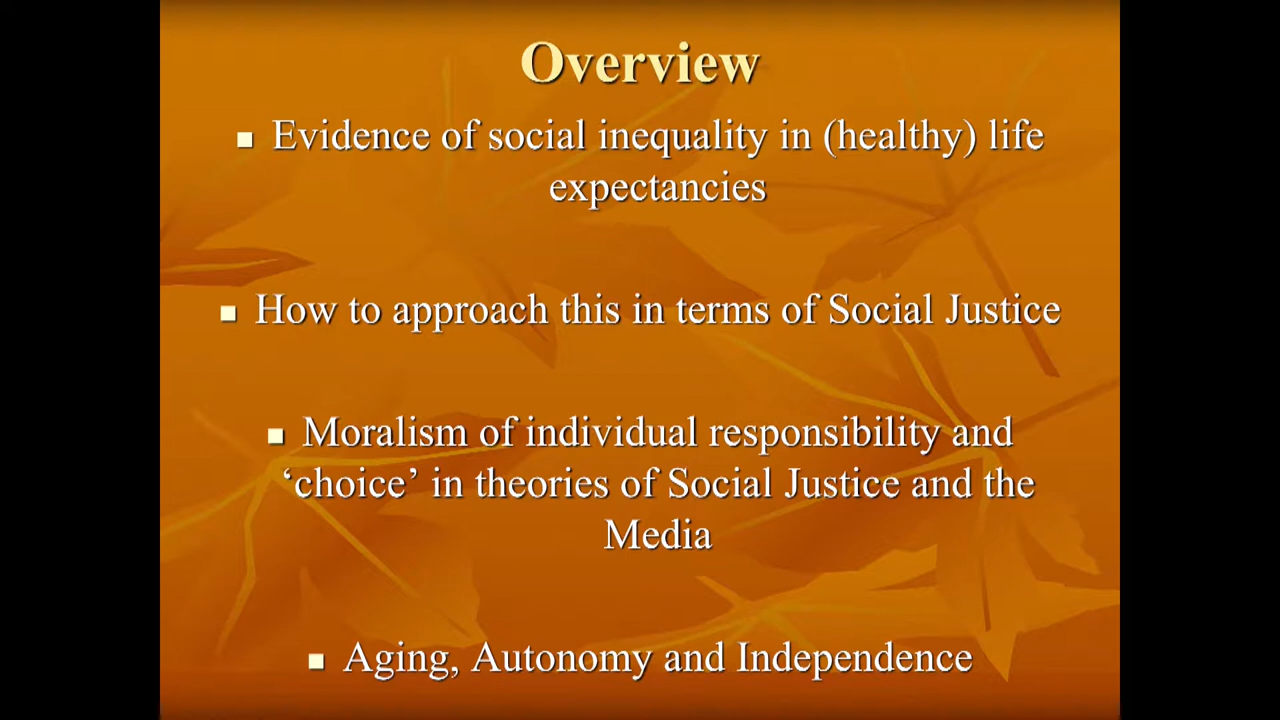 Overview
▪ Evidence of social inequality in (healthy) life
expectancies
▪ How to approach this in terms of Social Justice
▪ Moralism of individual responsibility and
‘choice’ in theories of Social Justice and the
Media
▪ Aging, Autonomy and Independence